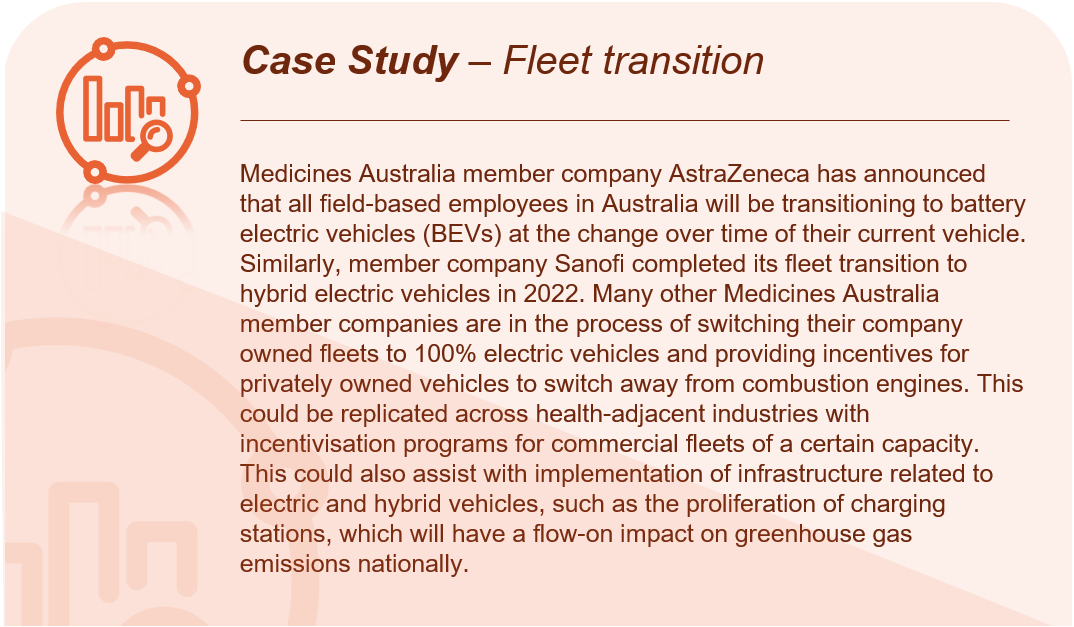 Case Study – Fleet transition
Medicines Australia member company AstraZeneca has announced
that all field-based employees in Australia will be transitioning to battery
electric vehicles (BEVs) at the change over time of their current vehicle.
Similarly, member company Sanofi completed its fleet transition to
hybrid electric vehicles in 2022. Many other Medicines Australia
member companies are in the process of switching their company
owned fleets to 100% electric vehicles and providing incentives for
privately owned vehicles to switch away from combustion engines. This
could be replicated across health-adjacent industries with
incentivisation programs for commercial fleets of a certain capacity.
This could also assist with implementation of infrastructure related to
electric and hybrid vehicles, such as the proliferation of charging
stations, which will have a flow-on impact on greenhouse gas
emissions nationally.